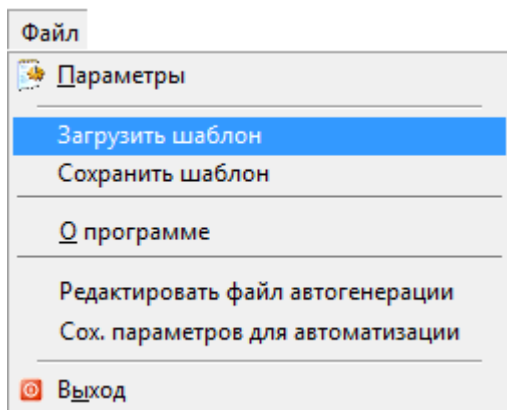 Файл
Параметры
Загрузить шаблон
Сохранить шаблон
О программе
Редактировать файл автогенерации
Сох. параметров для автоматизации
Выход